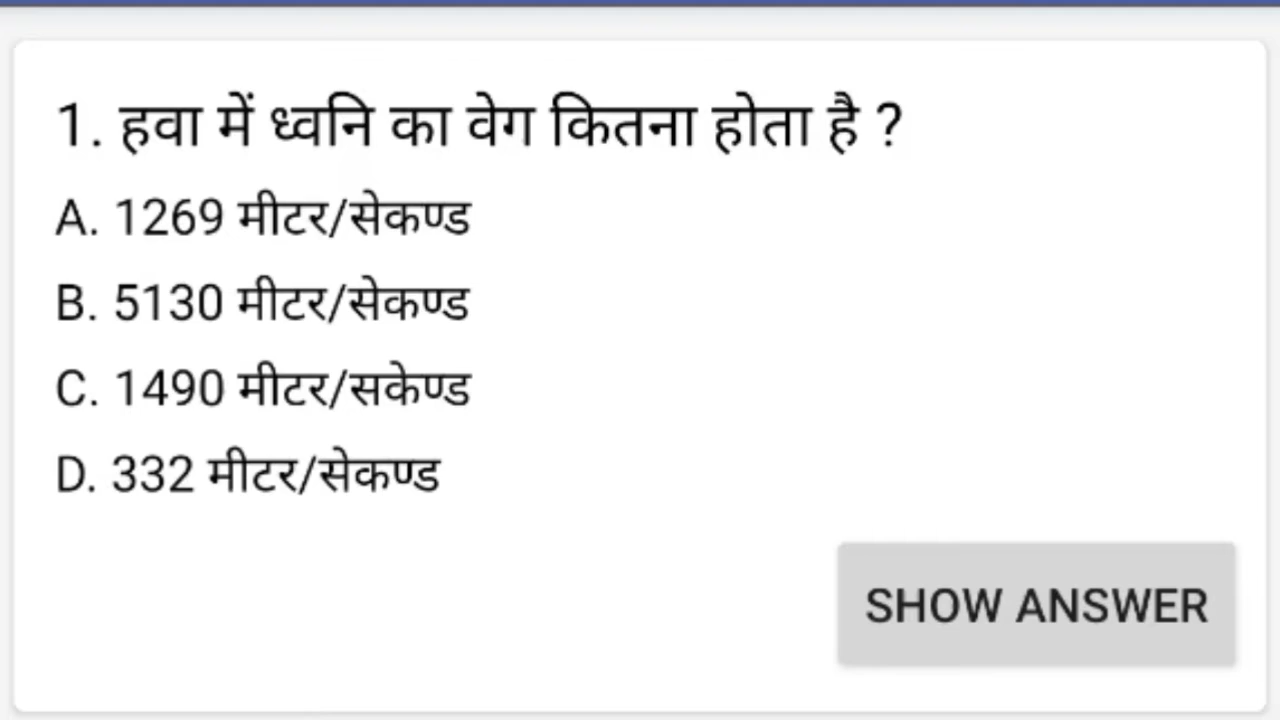 1. हवा में ध्वनि का वेग कितना होता है ?
A. 1269 मीटर/सेकण्ड
B. 5130 मीटर/सेकण्ड
C. 1490 मीटर/सकेण्ड
D. 332 मीटर/सेकण्ड
SHOW ANSWER